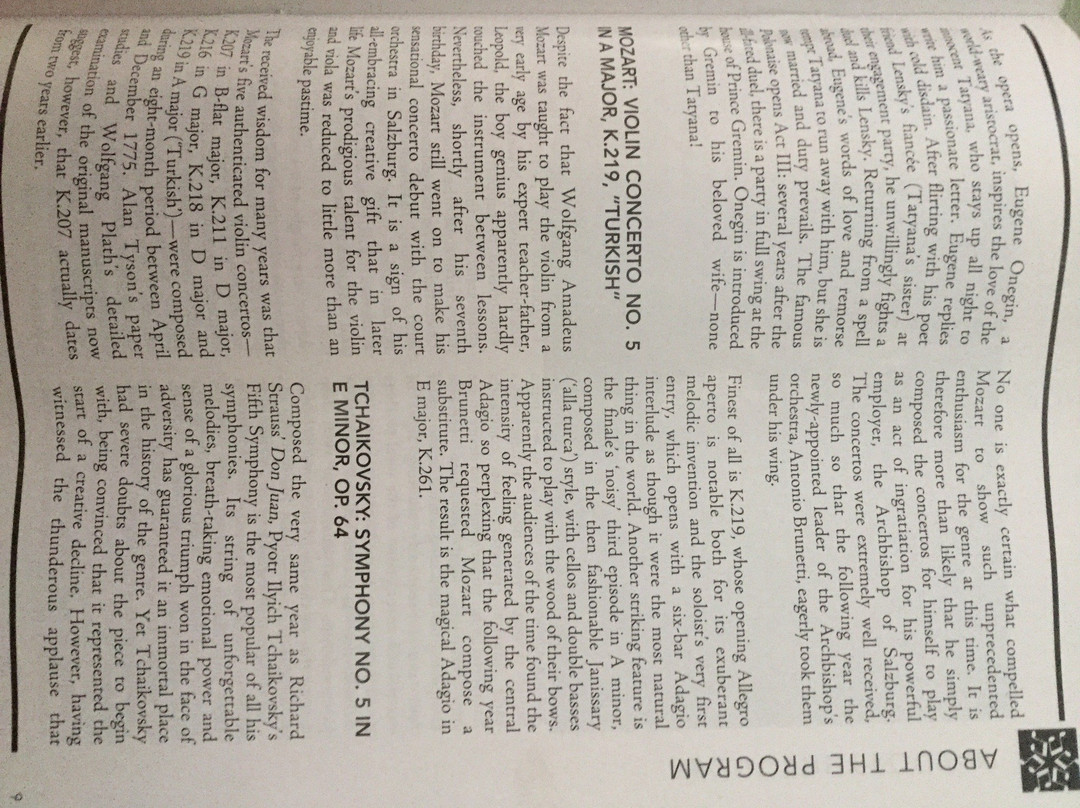 ABOUT THE PROGRAM
As the opera opens, Eugene Onegin, a
world-weary aristocrat, inspires the love of the
innocent Tatyana, who stays up all night to
write him a passionate letter. Eugene replies
with cold disdain. After flirting with his poet
friend Lensky's fiancée (Tatyana's sister) at
their engagement party, he unwillingly fights a
duel and kills Lensky. Returning from a spell
abroad, Eugene's words of love and remorse
tempt Tatyana to run away with him, but she is
now married and duty prevails. The famous
Polonaise opens Act III: several years after the
ill-fated duel, there is a party in full swing at the
house of Prince Gremin. Onegin is introduced
by Gremin to his beloved wife—none
other than Tatyana!
MOZART: VIOLIN CONCERTO NO. 5
IN A MAJOR, K.219, "TURKISH"
Despite the fact that Wolfgang Amadeus
Mozart was taught to play the violin from a
very early age by his expert teacher-father,
Leopold, the boy genius apparently hardly
touched the instrument between lessons.
Nevertheless, shortly after his seventh
birthday, Mozart still went on to make his
sensational concerto debut with the court
orchestra in Salzburg. It is a sign of his
all-embracing creative gift that in later
life Mozart's prodigious talent for the violin
and viola was reduced to little more than an
enjoyable pastime.
The received wisdom for many years was that
Mozart's five authenticated violin concertos—
K.207 in B-flat major, K.211 in D major,
K.216 in G major, K.218 in D major and
K.219 in A major ('Turkish')—were composed
during an eight-month period between April
and December 1775. Alan Tyson's paper
studies and Wolfgang Plath's detailed
examination of the original manuscripts now
suggest, however, that K.207 actually dates
from two years earlier.
No one is exactly certain what compelled
Mozart to show such unprecedented
enthusiasm for the genre at this time. It is
therefore more than likely that he simply
composed the concertos for himself to play
as an act of ingratiation for his powerful
employer, the Archbishop of Salzburg.
The concertos were extremely well received,
so much so that the following year the
newly-appointed leader of the Archbishop's
orchestra, Antonio Brunetti, eagerly took them
under his wing.
Finest of all is K.219, whose opening Allegro
aperto is notable both for its exuberant
melodic invention and the soloist's very first
entry, which opens with a six-bar Adagio
interlude as though it were the most natural
thing in the world. Another striking feature is
the finale's 'noisy' third episode in A minor,
composed in the then fashionable Janissary
('alla turca') style, with cellos and double basses
instructed to play with the wood of their bows.
Apparently the audiences of the time found the
intensity of feeling generated by the central
Adagio so perplexing that the following year
Brunetti requested Mozart compose a
substitute. The result is the magical Adagio in
E major, K.261.
TCHAIKOVSKY: SYMPHONY NO. 5 IN
E MINOR, OP. 64
Composed the very same year as Richard
Strauss' Don Juan, Pyotr Ilyich Tchaikovsky's
Fifth Symphony is the most popular of all his
symphonies. Its string of unforgettable
melodies, breath-taking emotional power and
sense of a glorious triumph won in the face of
adversity has guaranteed it an immortal place
in the history of the genre. Yet Tchaikovsky
had severe doubts about the piece to begin
with, being convinced that it represented the
start of a creative decline. However, having
witnessed the thunderous applause that
9